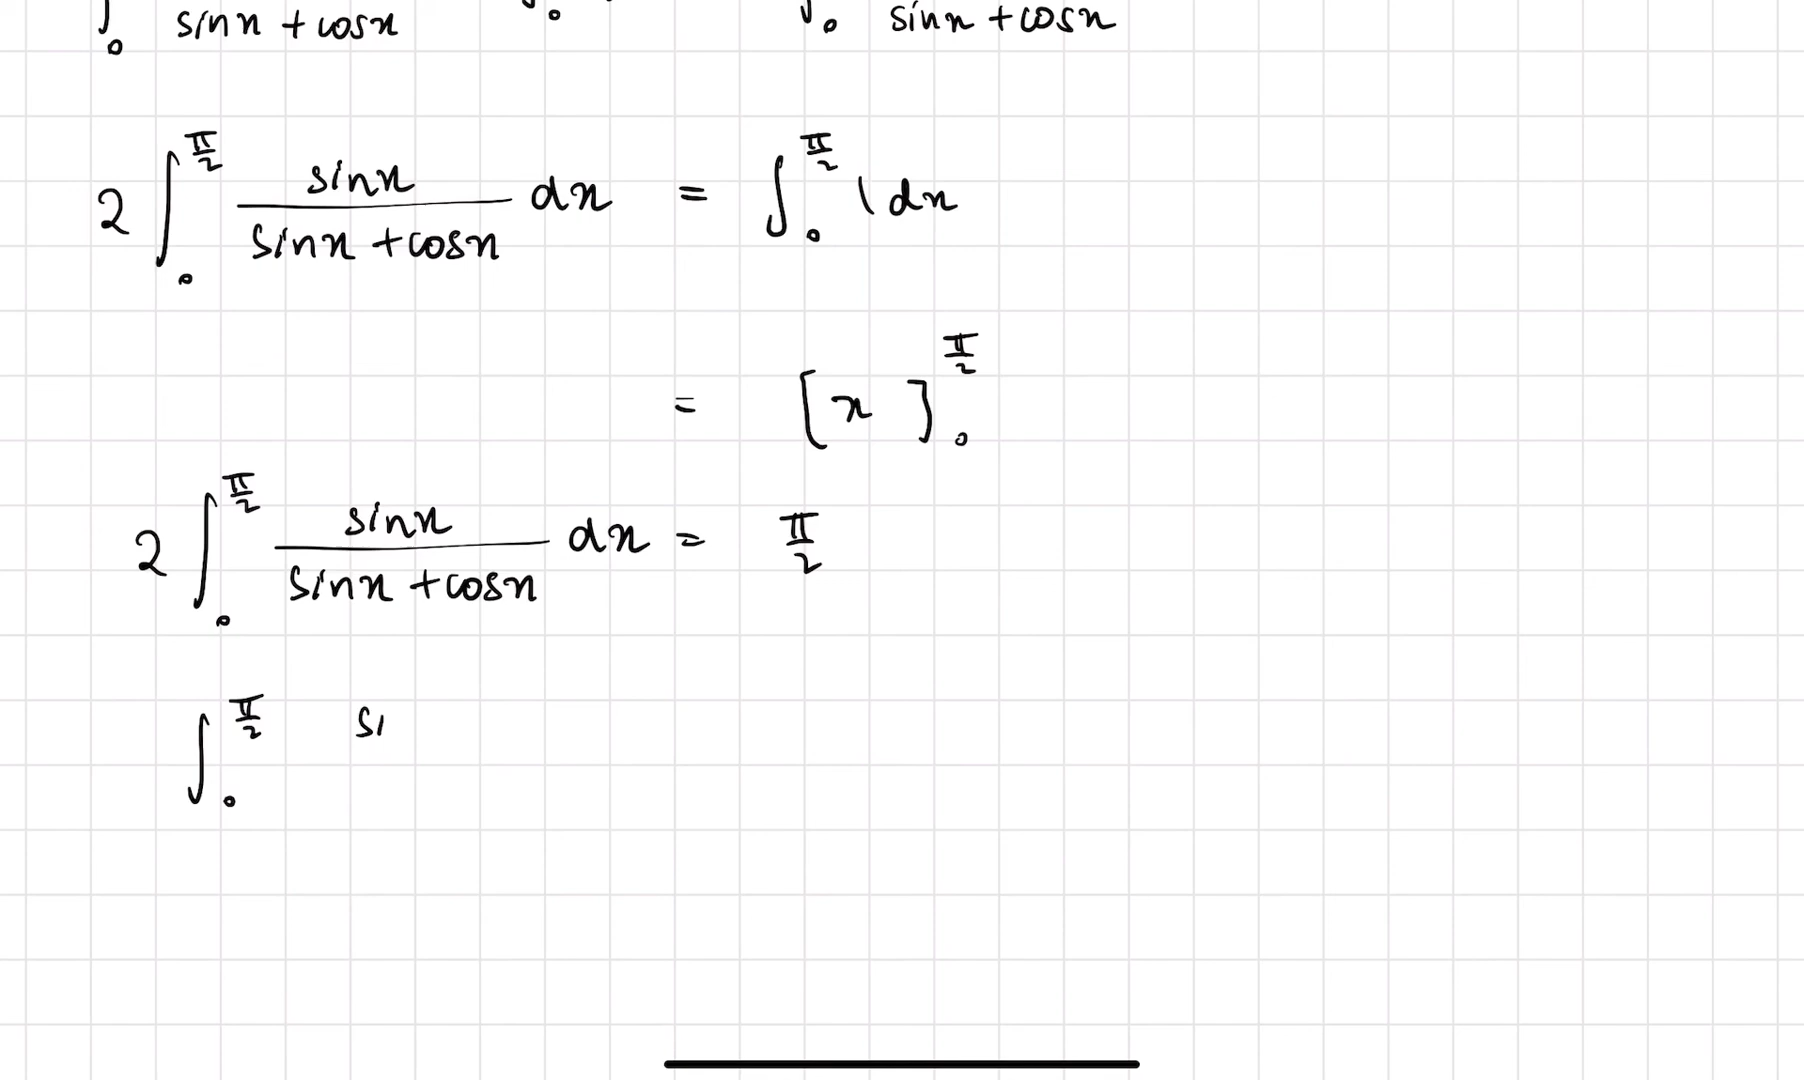 ∫₀ sinx + cosx ∫₀ ∫₀ sinx + cosx
2 ∫₀^(π/2) sinx/(sinx + cosx) dx = ∫₀^(π/2) 1 dx
= [x]₀^(π/2)
2 ∫₀^(π/2) sinx/(sinx + cosx) dx = π/2
∫₀^(π/2) si